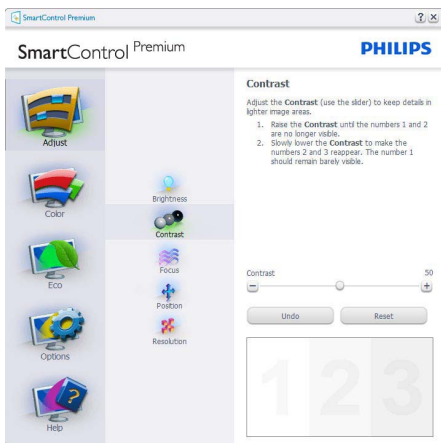 SmartControl Premium
? x
SmartControl Premium
PHILIPS
Adjust
Color
Eco
Options
Help
Brightness
Contrast
Focus
Position
Resolution
Contrast
Adjust the Contrast (use the slider) to keep details in
lighter image areas.
1. Raise the Contrast until the numbers 1 and 2
are no longer visible.
2. Slowly lower the Contrast to make the
numbers 2 and 3 reappear. The number 1
should remain barely visible.
Contrast 50
Undo Reset
1 2 3